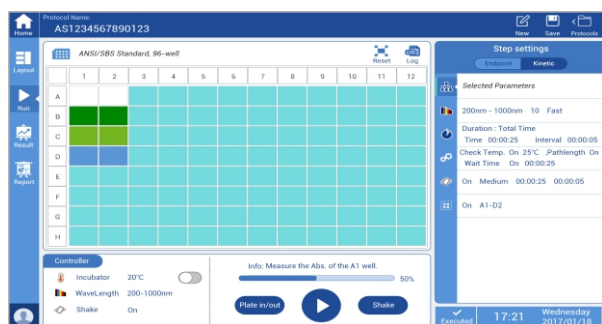 Protocol Name
AS1234567890123
Home
New
Save
Protocols
Layout
Run
Result
Report
ANSI/SBS Standard, 96-well
Reset
Log
1 2 3 4 5 6 7 8 9 10 11 12
A
B
C
D
E
F
G
H
Step settings
Endpoint
Kinetic
Selected Parameters
200nm - 1000nm 10 Fast
Duration : Total Time
Time 00:00:25 Interval 00:00:05
Check Temp. On 25°C ,Pathlength On
Wait Time On 00:00:25
On Medium 00:00:25 00:00:05
On A1-D2
Controller
Incubator 20°C
WaveLength 200-1000nm
Shake On
Info: Measure the Abs. of the A1 well.
50%
Plate in/out
Shake
Executed
17:21
Wednesday
2017/01/18